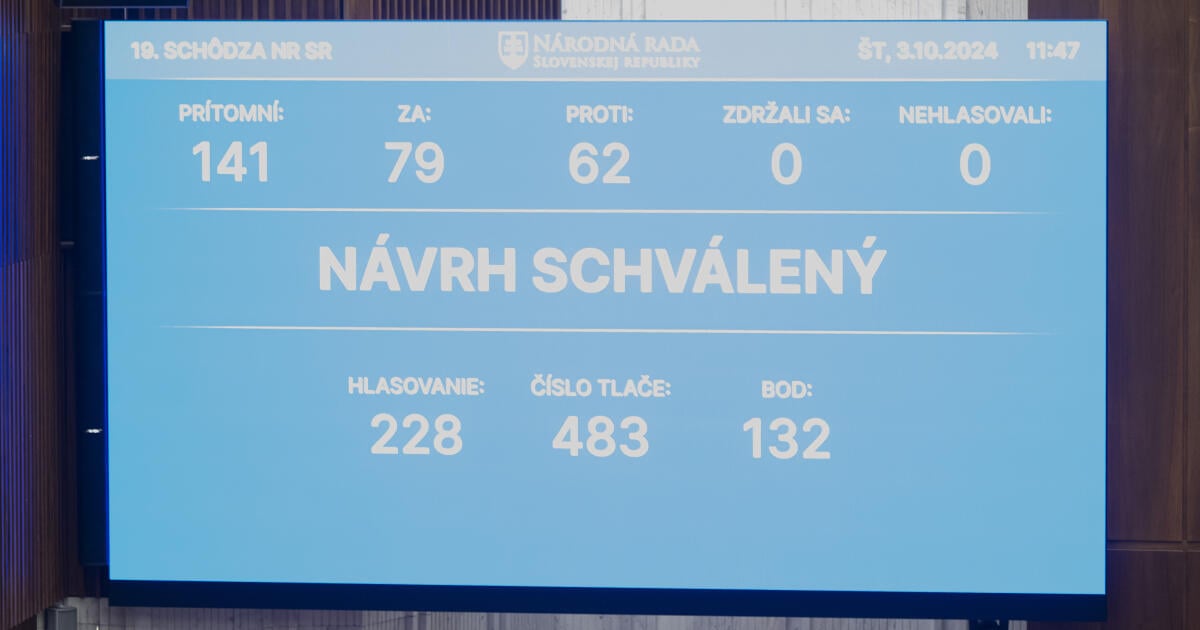 19. SCHÔDZA NR SR
NÁRODNÁ RADA
SLOVENSKEJ REPUBLIKY
ŠT, 3.10.2024 11:47
PRÍTOMNÍ: ZA: PROTI: ZDRŽALI SA: NEHLASOVALI:
141 79 62 0 0
NÁVRH SCHVÁLENÝ
HLASOVANIE: ČÍSLO TLAČE: BOD:
228 483 132